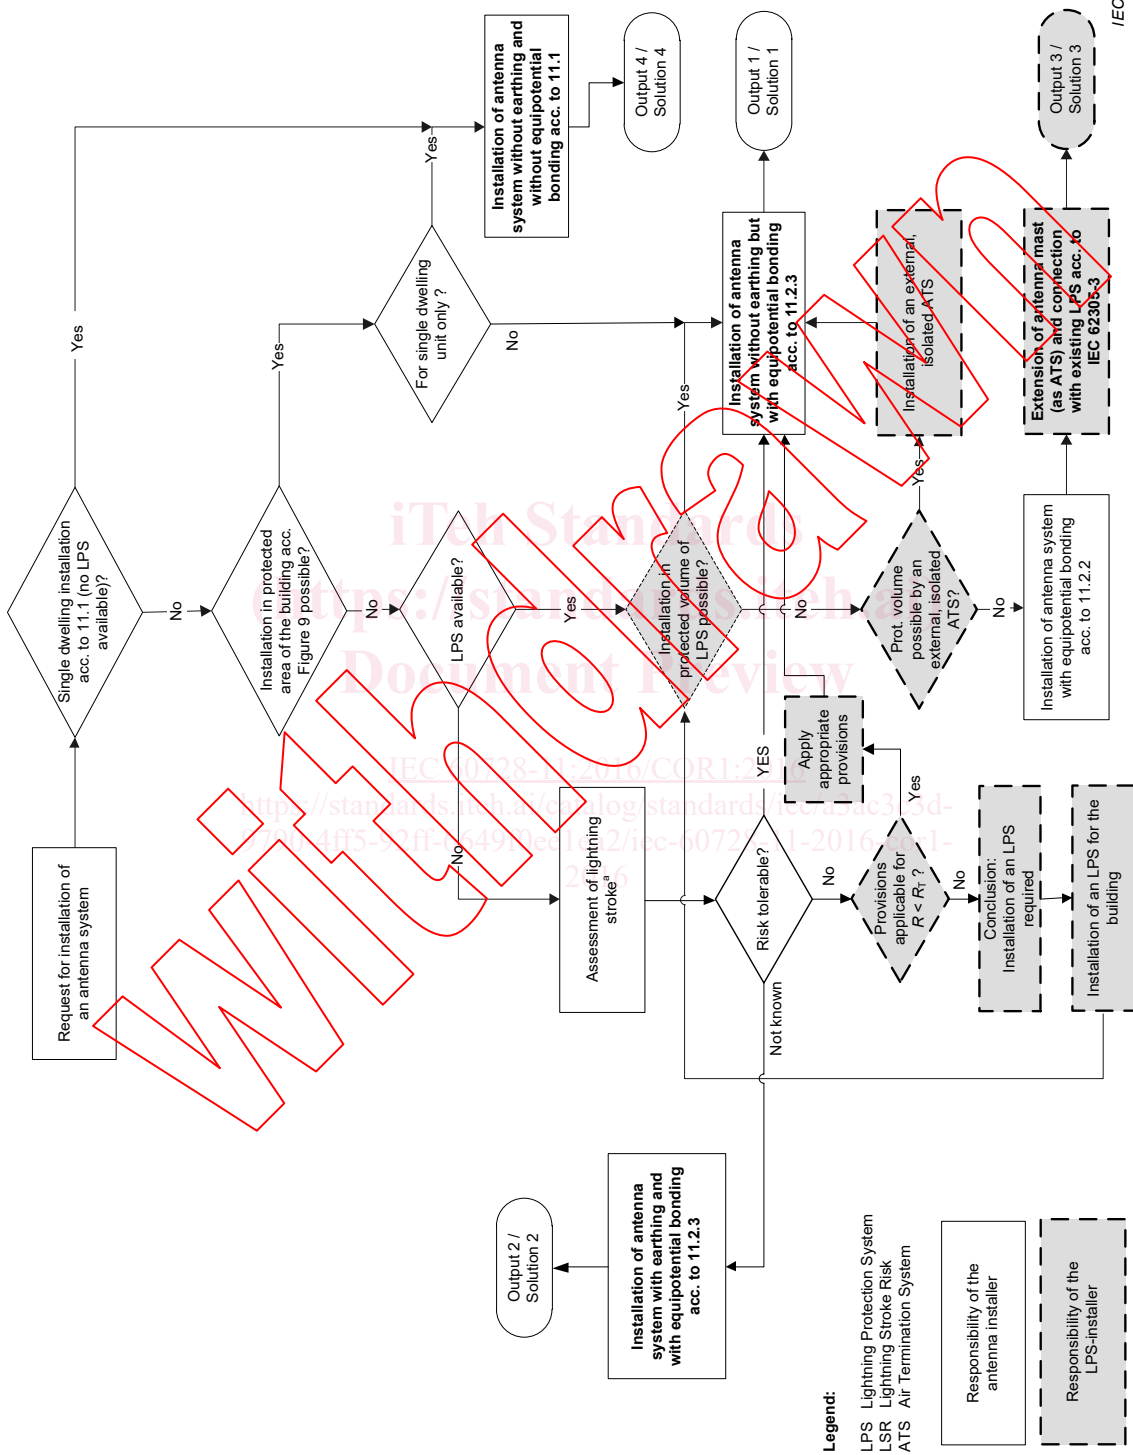 Request for installation of
an antenna system
Single dwelling installation
acc. to 11.1 (no LPS
available)?
Yes
No
Installation in protected
area of the building acc.
Figure 9 possible?
Yes
No
For single dwelling
unit only ?
Yes
No
Installation of antenna
system without earthing and
without equipotential
bonding acc. to 11.1
Output 4 /
Solution 4
LPS available?
Yes
No
Assessment of lightning
strokeᵃ
Installation in
protected volume of
LPS possible?
Yes
No
Installation of antenna
system without earthing but
with equipotential bonding
acc. to 11.2.3
Output 1 /
Solution 1
Risk tolerable?
YES
No
Not known
Installation of antenna
system with earthing and
with equipotential bonding
acc. to 11.2.3
Output 2 /
Solution 2
Provisions
applicable for
R < RT ?
Yes
No
Apply
appropriate
provisions
Conclusion:
Installation of an LPS
required
Installation of an LPS for the
building
Prot. volume
possible by an
external, isolated
ATS?
Yes
No
Installation of an external,
isolated ATS
Installation of antenna system
with equipotential bonding
acc. to 11.2.2
Extension of antenna mast
(as ATS) and connection
with existing LPS acc. to
IEC 62305-3
Output 3 /
Solution 3
IEC
Legend:
LPS Lightning Protection System
LSR Lightning Stroke Risk
ATS Air Termination System
Responsibility of the
antenna installer
Responsibility of the
LPS-installer
Withdrawn
iTeh Standards
(https://standards.iteh.ai)
Document Preview
IEC 60728-11:2016/COR1:2016